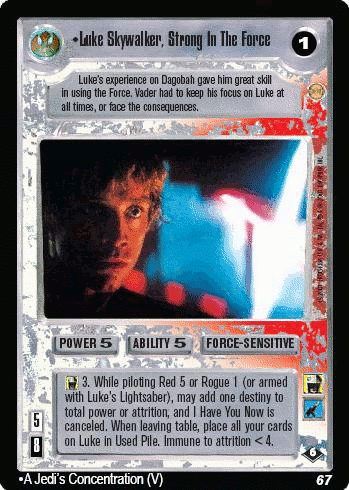 •Luke Skywalker, Strong In The Force
1
Luke's experience on Dagobah gave him great skill
in using the Force. Vader had to keep his focus on Luke at
all times, or face the consequences.
POWER 5
ABILITY 5
FORCE-SENSITIVE
3. While piloting Red 5 or Rogue 1 (or armed
with Luke's Lightsaber), may add one destiny to
total power or attrition, and I Have You Now is
canceled. When leaving table, place all your cards
on Luke in Used Pile. Immune to attrition < 4.
5
8
6
•A Jedi's Concentration (V)
67